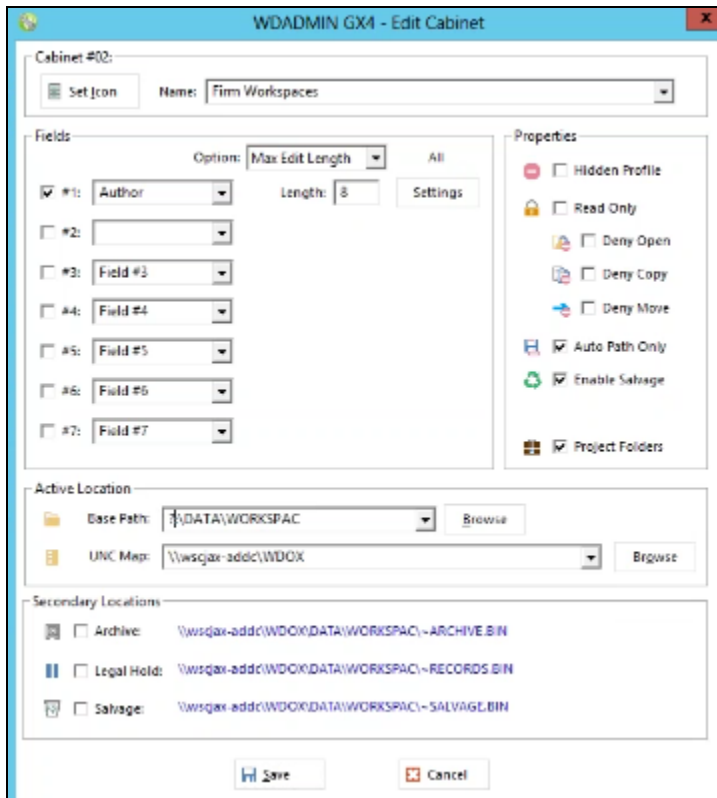 WDADMIN GX4 - Edit Cabinet
x
Cabinet #02:
Set Icon Name: Firm Workspaces
Fields
Option: Max Edit Length All
#1: Author Length: 8 Settings
#2:
#3: Field #3
#4: Field #4
#5: Field #5
#6: Field #6
#7: Field #7
Properties
Hidden Profile
Read Only
Deny Open
Deny Copy
Deny Move
Auto Path Only
Enable Salvage
Project Folders
Active Location
Base Path: ?:\DATA\WORKSPAC Browse
UNC Map: \\wscjax-addc\WDOX Browse
Secondary Locations
Archive: \\wscjax-addc\WDOX\DATA\WORKSPAC\~ARCHIVE.BIN
Legal Hold: \\wscjax-addc\WDOX\DATA\WORKSPAC\~RECORDS.BIN
Salvage: \\wscjax-addc\WDOX\DATA\WORKSPAC\~SALVAGE.BIN
Save Cancel